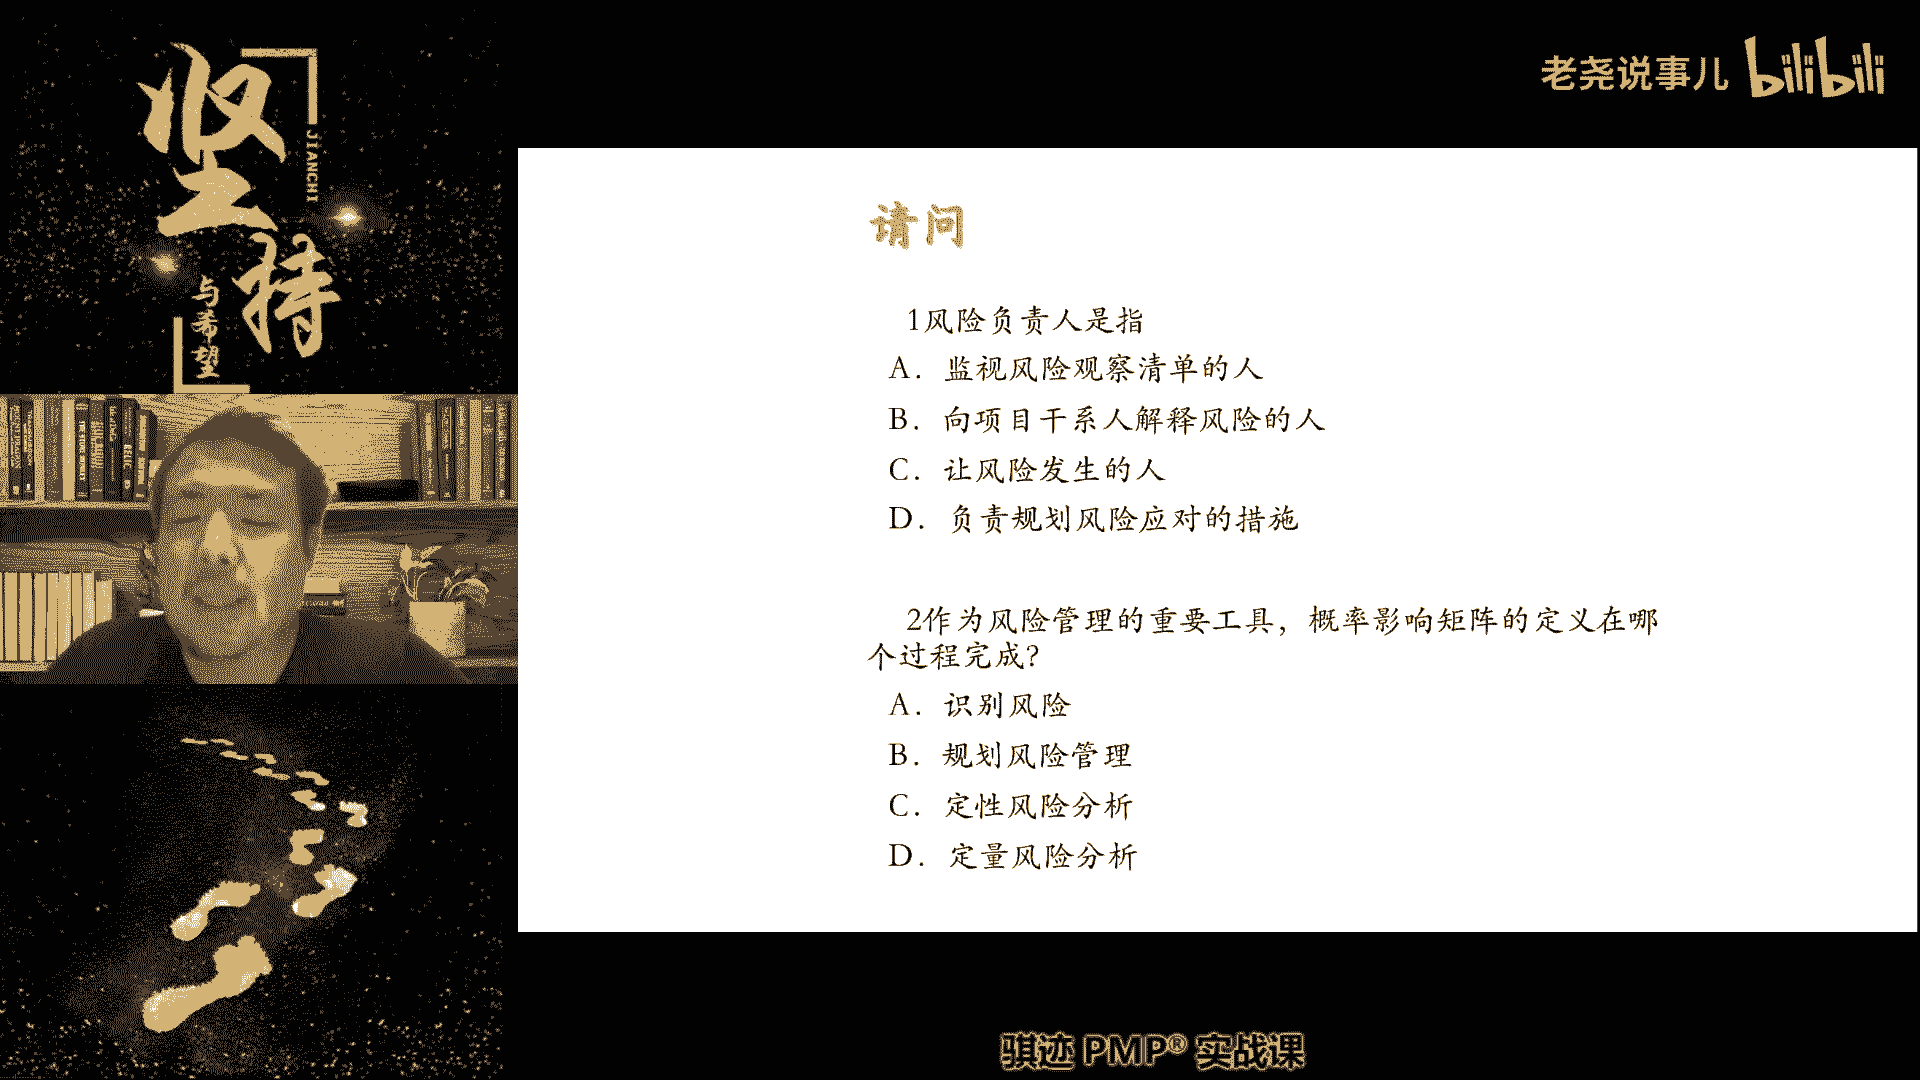 坚持
JIANCHI
与希望
老尧说事儿 bilibili
请问
1风险负责人是指
A. 监视风险观察清单的人
B. 向项目干系人解释风险的人
C. 让风险发生的人
D. 负责规划风险应对的措施
2作为风险管理的重要工具，概率影响矩阵的定义在哪
个过程完成？
A. 识别风险
B. 规划风险管理
C. 定性风险分析
D. 定量风险分析
骐迹 PMP® 实战课